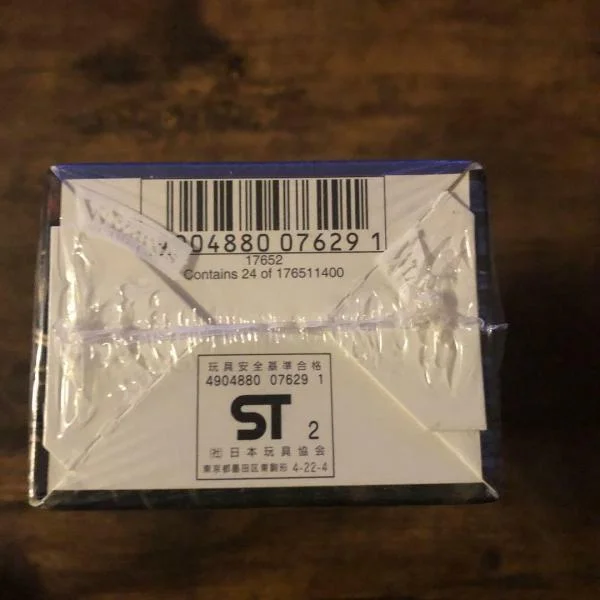 Wizards
904880 07629 1
17652
Contains 24 of 176511400
玩具安全基準合格
4904880 07629 1
ST 2
㈳日本玩具協会
東京都墨田区東駒形 4-22-4